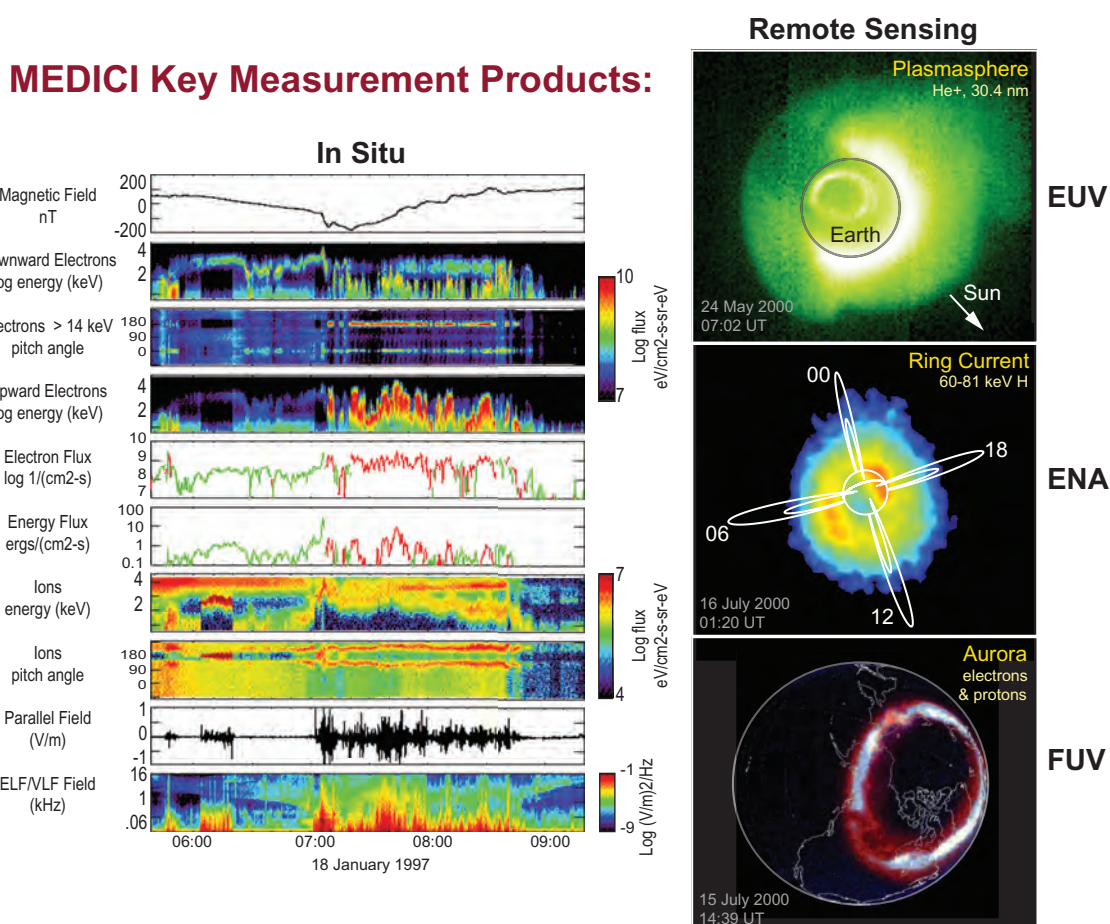 Remote Sensing
MEDICI Key Measurement Products:
In Situ
Magnetic Field
nT
200
0
-200
wnward Electrons
og energy (keV)
4
2
ectrons > 14 keV
pitch angle
180
90
0
pward Electrons
og energy (keV)
4
2
10
Log flux
eV/cm2-s-sr-eV
7
Electron Flux
log 1/(cm2-s)
10
9
8
7
Energy Flux
ergs/(cm2-s)
100
10
1
0.1
Ions
energy (keV)
4
2
Ions
pitch angle
180
90
0
7
Log flux
eV/cm2-s-sr-eV
4
Parallel Field
(V/m)
1
0
-1
ELF/VLF Field
(kHz)
16
1
.06
-1
Log (V/m)2/Hz
-9
06:00 07:00 08:00 09:00
18 January 1997
Plasmasphere
He+, 30.4 nm
Earth
Sun
24 May 2000
07:02 UT
EUV
Ring Current
60-81 keV H
00
18
06
12
16 July 2000
01:20 UT
ENA
Aurora
electrons
& protons
15 July 2000
14:39 UT
FUV